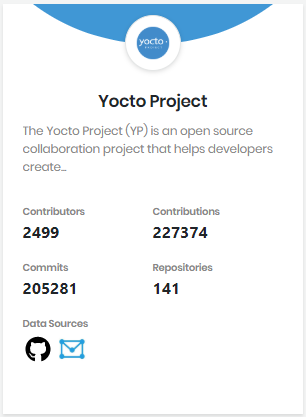 yocto
PROJECT
Yocto Project
The Yocto Project (YP) is an open source
collaboration project that helps developers
create...
Contributors
Contributions
2499
227374
Commits
Repositories
205281
141
Data Sources